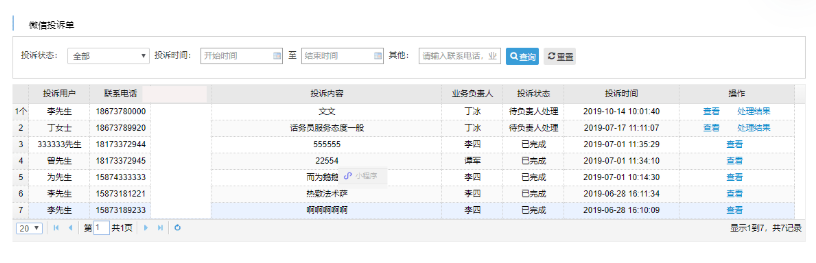 微信投诉单
投诉状态: 全部 投诉时间: 开始时间 至 结束时间 其他: 请输入联系电话、业 查询 重置
投诉用户 联系电话 投诉内容 业务负责人 投诉状态 投诉时间 操作
1个 李先生 18673780000 文文 丁冰 待负责人处理 2019-10-14 10:01:40 查看 处理结果
2 丁女士 18673789920 话务员服务态度一般 丁冰 待负责人处理 2019-07-17 11:11:07 查看 处理结果
3 333333先生 18173372944 555555 李四 已完成 2019-07-01 11:35:29 查看
4 曾先生 18173372945 22554 谭军 已完成 2019-07-01 11:34:10 查看
5 为先生 15874333333 而为鹅鹅 小程序 李四 已完成 2019-07-01 10:14:30 查看
6 李先生 15873181221 热敷法术萨 李四 已完成 2019-06-28 16:11:34 查看
7 李先生 15873189233 啊啊啊啊啊 李四 已完成 2019-06-28 16:10:09 查看
20 第 1 共1页 显示1到7，共7记录